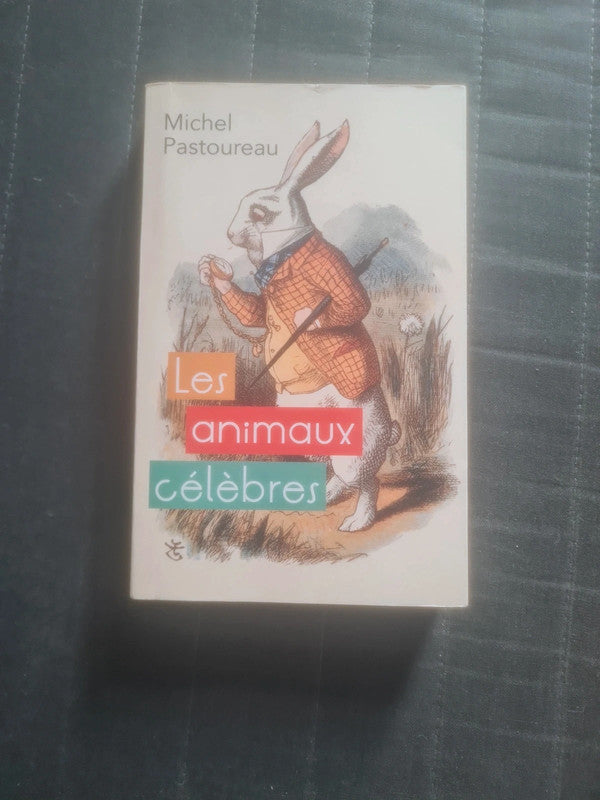 Michel
Pastoureau
Les
animaux
célèbres